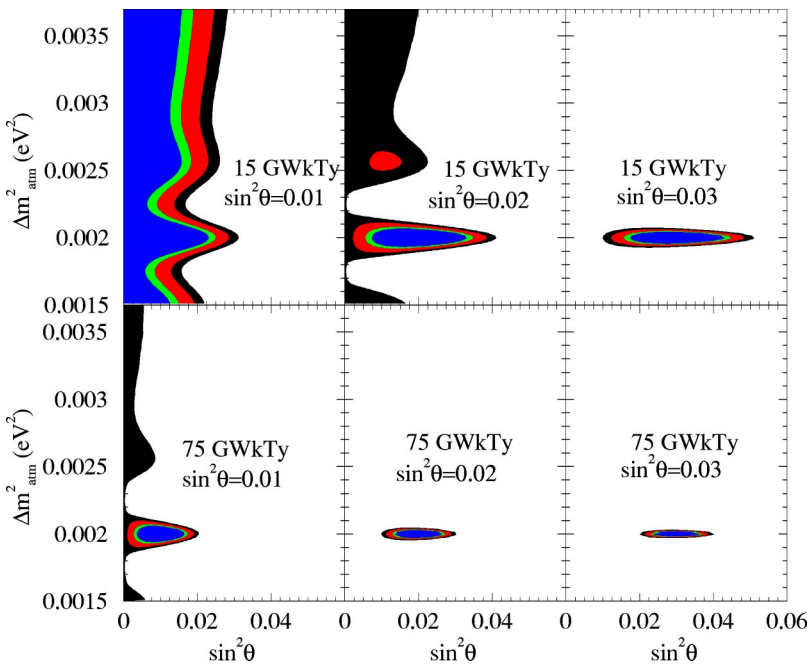 0.0035
0.003
0.0025
0.002
0.0015
Δm²atm (eV²)
15 GWkTy
sin²θ=0.01
15 GWkTy
sin²θ=0.02
15 GWkTy
sin²θ=0.03
0.0035
0.003
0.0025
0.002
0.0015
Δm²atm (eV²)
75 GWkTy
sin²θ=0.01
75 GWkTy
sin²θ=0.02
75 GWkTy
sin²θ=0.03
0 0.02 0.04 0 0.02 0.04 0 0.02 0.04 0.06
sin²θ sin²θ sin²θ